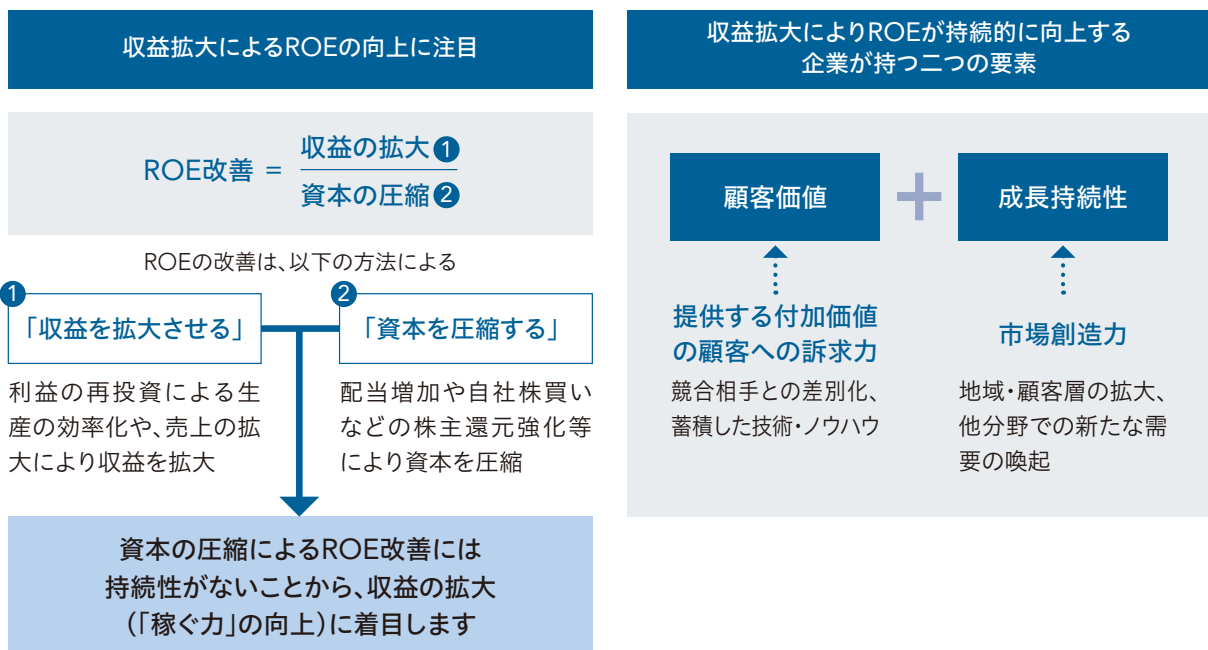 収益拡大によるROEの向上に注目
ROE改善 =
収益の拡大❶
資本の圧縮❷
ROEの改善は、以下の方法による
❶
「収益を拡大させる」
利益の再投資による生
産の効率化や、売上の拡
大により収益を拡大
❷
「資本を圧縮する」
配当増加や自社株買い
などの株主還元強化等
により資本を圧縮
資本の圧縮によるROE改善には
持続性がないことから、収益の拡大
(「稼ぐ力」の向上)に着目します
収益拡大によりROEが持続的に向上する
企業が持つ二つの要素
顧客価値
+
成長持続性
提供する付加価値
の顧客への訴求力
競合相手との差別化、
蓄積した技術・ノウハウ
市場創造力
地域・顧客層の拡大、
他分野での新たな需
要の喚起